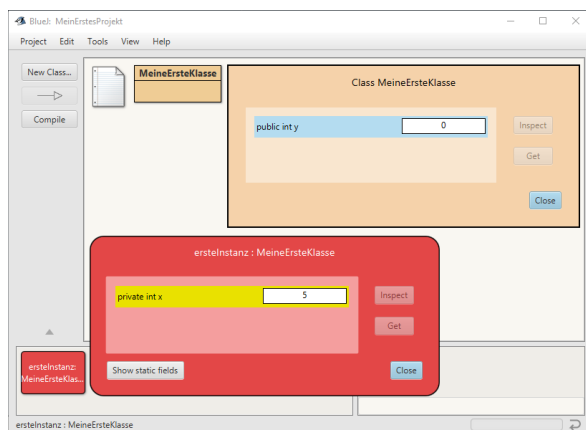 BlueJ: MeinErstesProjekt
Project Edit Tools View Help
New Class...
Compile
MeineErsteKlasse
Class MeineErsteKlasse
public int y 0
Inspect
Get
Close
ersteInstanz : MeineErsteKlasse
private int x 5
Inspect
Get
Show static fields
Close
ersteInstanz:
MeineErsteKlas...
ersteInstanz : MeineErsteKlasse